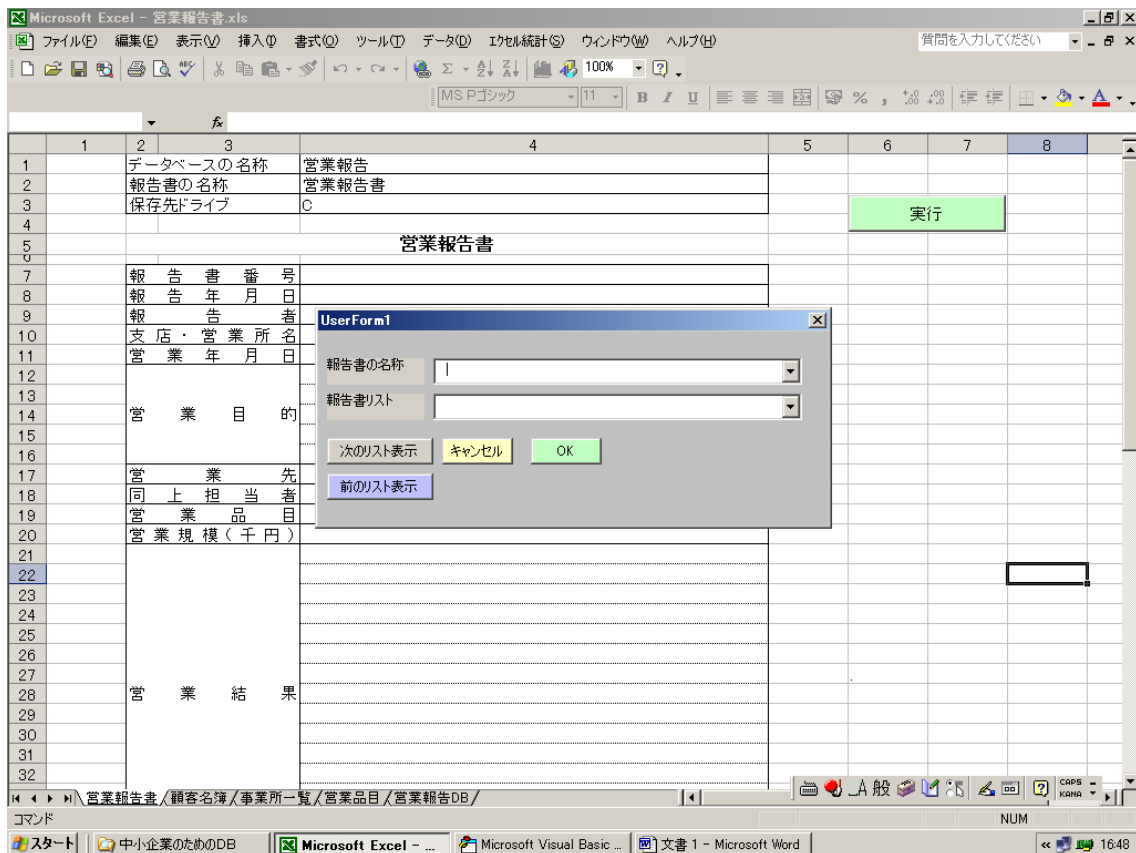 Microsoft Excel - 営業報告書.xls
ファイル(F) 編集(E) 表示(V) 挿入(I) 書式(O) ツール(T) データ(D) エクセル統計(S) ウィンドウ(W) ヘルプ(H) 質問を入力してください
100%
MS Pゴシック 11 B I U
fx
1 2 3 4 5 6 7 8
1 データベースの名称 営業報告
2 報告書の名称 営業報告書
3 保存先ドライブ C
実行
4
5 営業報告書
6
7 報告書番号
8 報告年月日
9 報告者
10 支店・営業所名
11 営業年月日
12
13
14 営業目的
15
16
17 営業先
18 同上担当者
19 営業品目
20 営業規模(千円)
21
22
23
24
25
26
27
28 営業結果
29
30
31
32
UserForm1
報告書の名称
報告書リスト
次のリスト表示 キャンセル OK
前のリスト表示
営業報告書 顧客名簿 事業所一覧 営業品目 営業報告DB
_A 般 CAPS
KANA
コマンド NUM
スタート 中小企業のためのDB Microsoft Excel - ... Microsoft Visual Basic ... 文書 1 - Microsoft Word 16:48